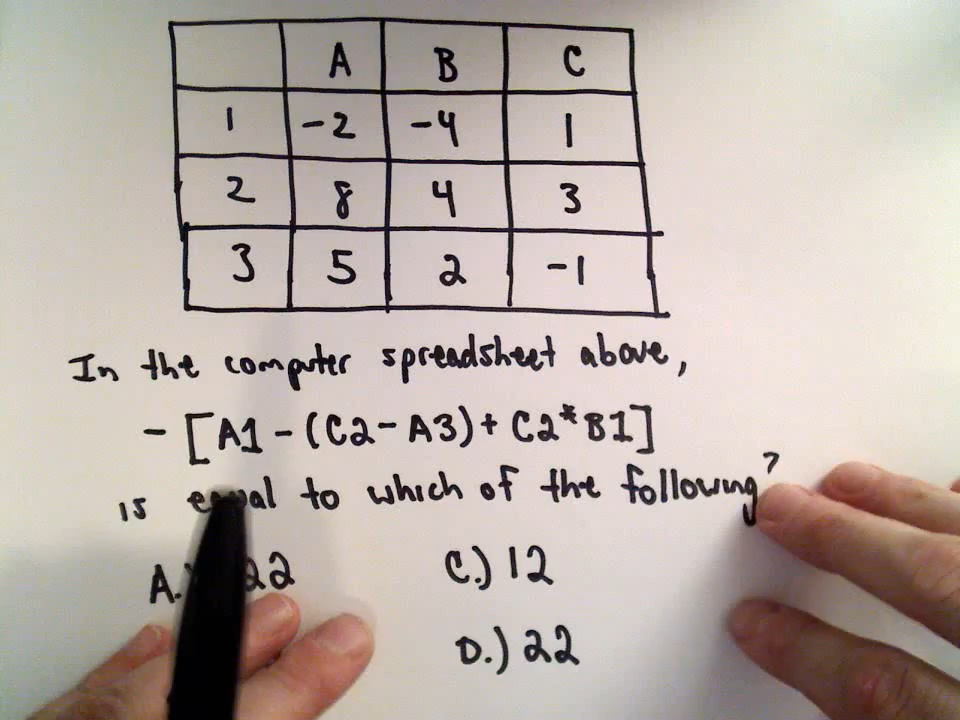 A B C
1 -2 -4 1
2 8 4 3
3 5 2 -1
In the computer spreadsheet above,
- [A1 - (C2 - A3) + C2*B1]
is equal to which of the following?
A. 22 C.) 12
D.) 22